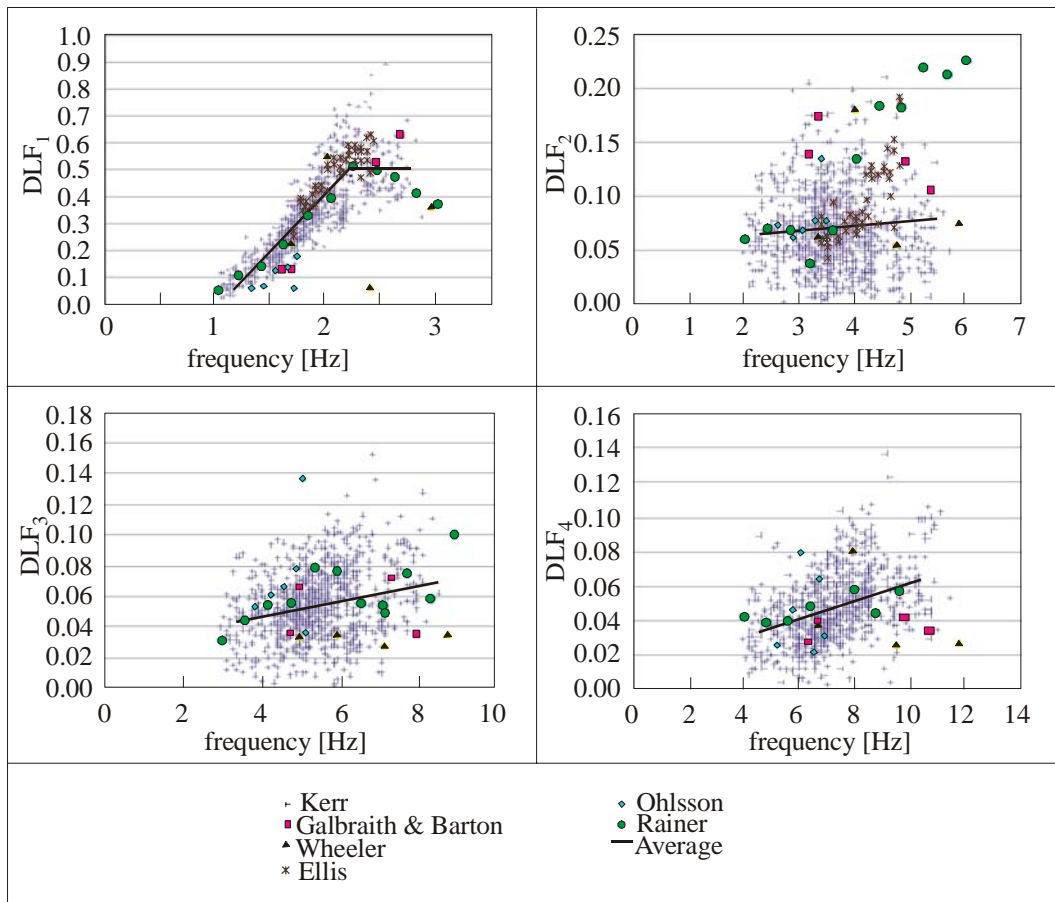 DLF1
1.0
0.9
0.8
0.7
0.6
0.5
0.4
0.3
0.2
0.1
0.0
0 1 2 3
frequency [Hz]
DLF2
0.25
0.20
0.15
0.10
0.05
0.00
0 1 2 3 4 5 6 7
frequency [Hz]
DLF3
0.18
0.16
0.14
0.12
0.10
0.08
0.06
0.04
0.02
0.00
0 2 4 6 8 10
frequency [Hz]
DLF4
0.16
0.14
0.12
0.10
0.08
0.06
0.04
0.02
0.00
0 2 4 6 8 10 12 14
frequency [Hz]
Kerr
Galbraith & Barton
Wheeler
Ellis
Ohlsson
Rainer
Average